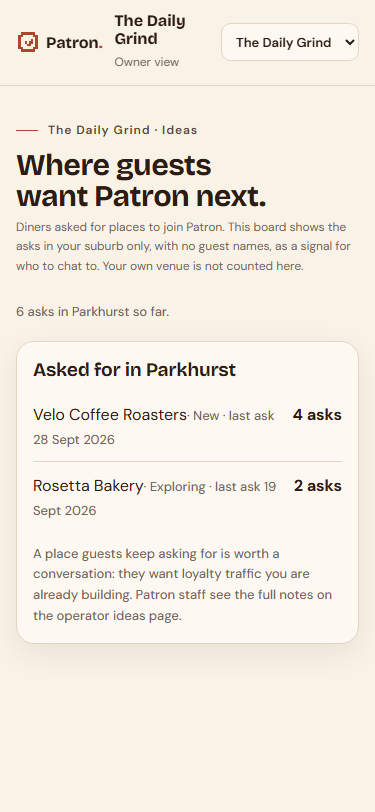 Patron.
The Daily
Grind
Owner view
The Daily Grind
The Daily Grind · Ideas
Where guests
want Patron next.
Diners asked for places to join Patron. This board shows the
asks in your suburb only, with no guest names, as a signal for
who to chat to. Your own venue is not counted here.
6 asks in Parkhurst so far.
Asked for in Parkhurst
Velo Coffee Roasters· New · last ask 4 asks
28 Sept 2026
Rosetta Bakery· Exploring · last ask 19 2 asks
Sept 2026
A place guests keep asking for is worth a
conversation: they want loyalty traffic you are
already building. Patron staff see the full notes on
the operator ideas page.